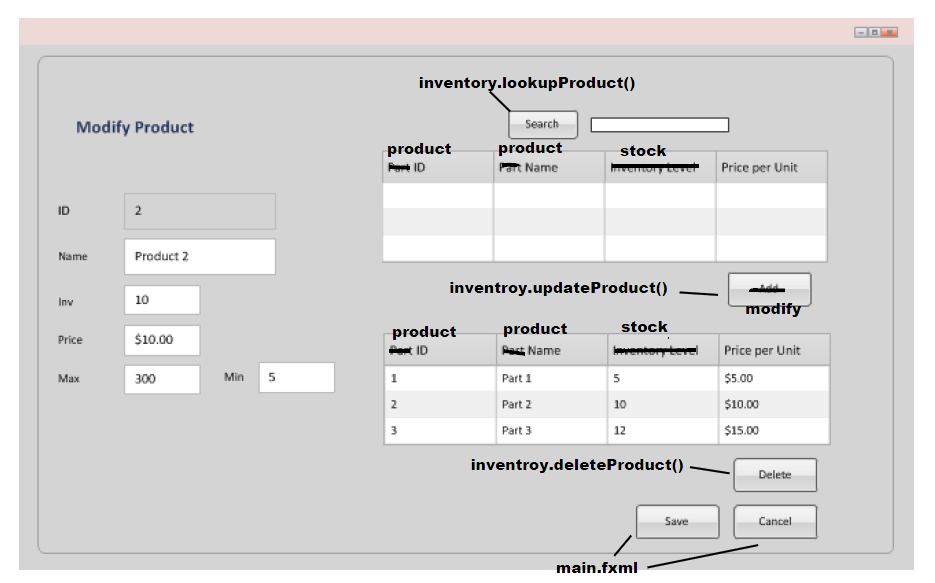 inventory.lookupProduct()
Modify Product
Search
product product stock
Part ID Part Name Inventory Level Price per Unit
ID 2
Name Product 2
Inv 10
Price $10.00
Max 300 Min 5
inventroy.updateProduct()
Add
modify
product product stock
Part ID Part Name Inventory Level Price per Unit
1 Part 1 5 $5.00
2 Part 2 10 $10.00
3 Part 3 12 $15.00
inventroy.deleteProduct()
Delete
Save Cancel
main.fxml